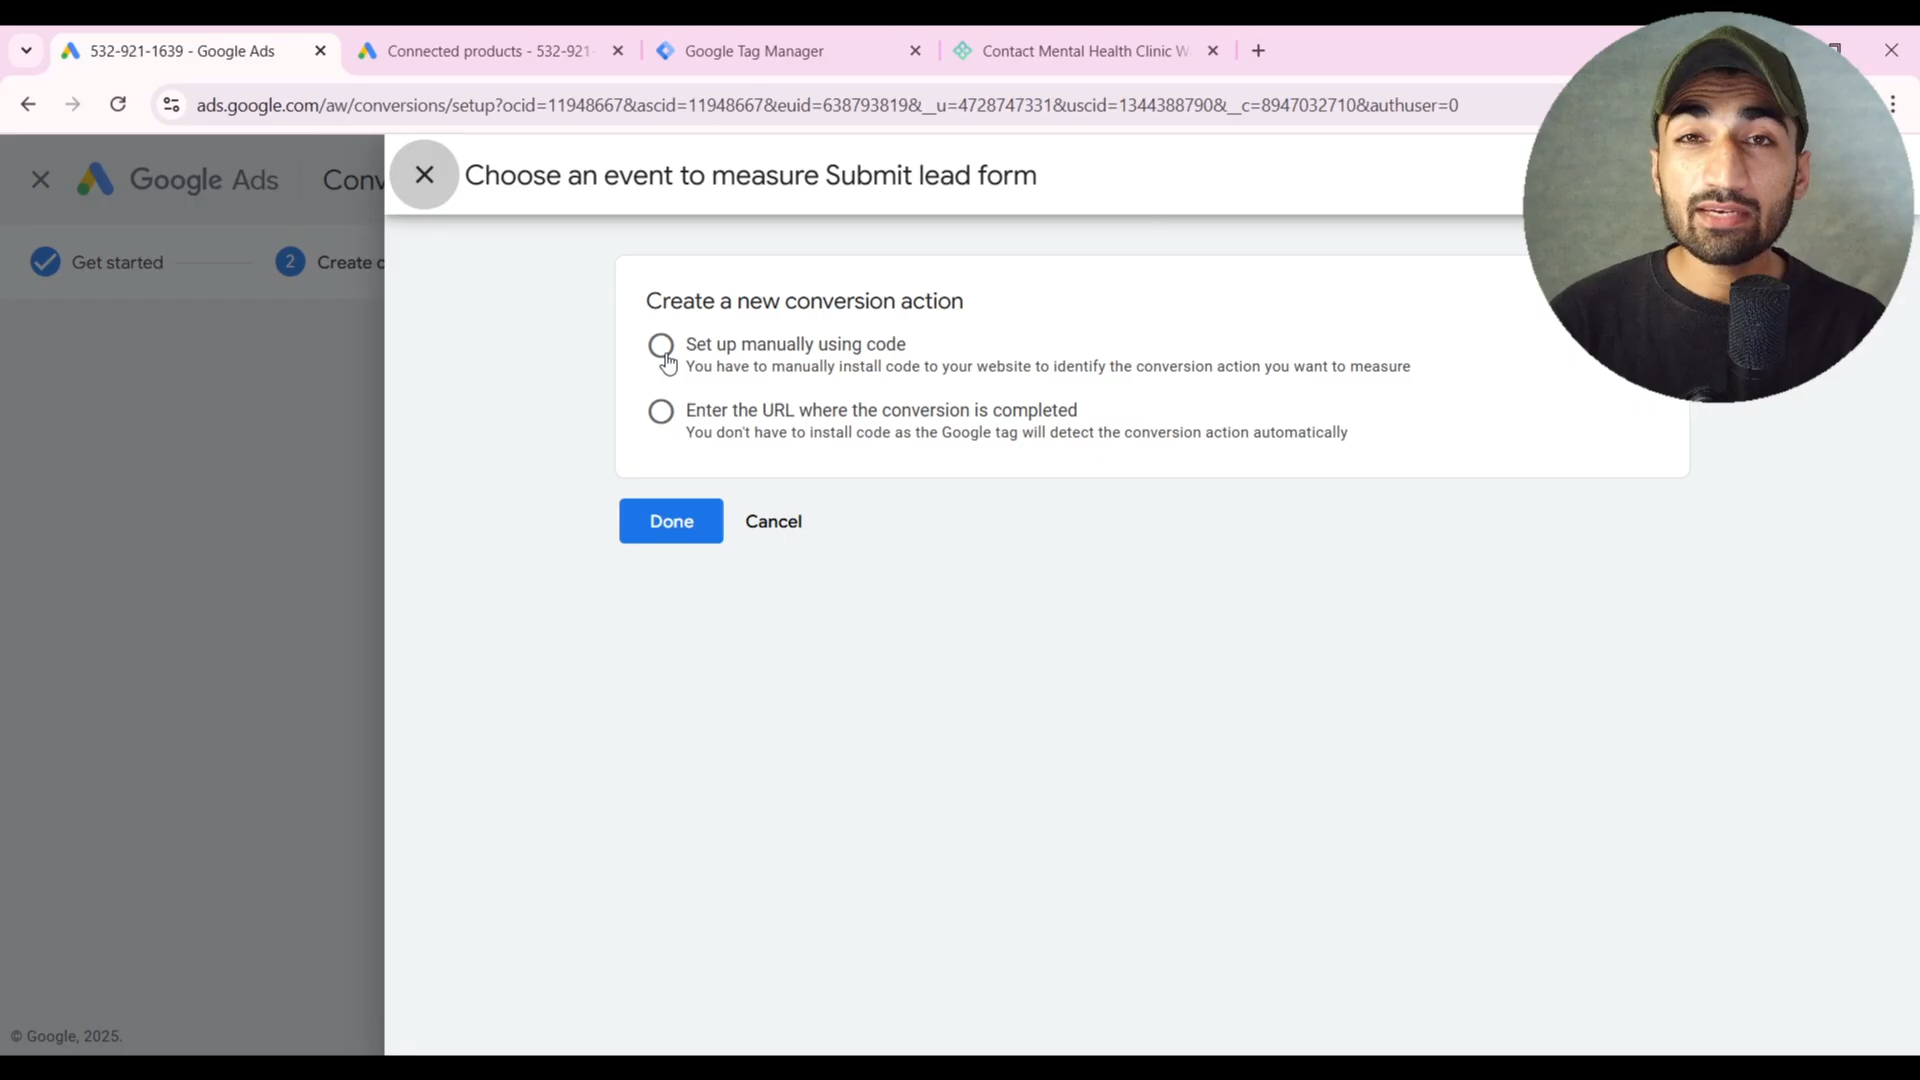 532-921-1639 - Google Ads
Connected products - 532-921-
Google Tag Manager
Contact Mental Health Clinic W
ads.google.com/aw/conversions/setup?ocid=11948667&ascid=11948667&euid=638793819&__u=4728747331&uscid=1344388790&__c=8947032710&authuser=0
Google Ads
Conv
Choose an event to measure Submit lead form
Get started
2
Create c
Create a new conversion action
Set up manually using code
You have to manually install code to your website to identify the conversion action you want to measure
Enter the URL where the conversion is completed
You don't have to install code as the Google tag will detect the conversion action automatically
Done
Cancel
© Google, 2025.